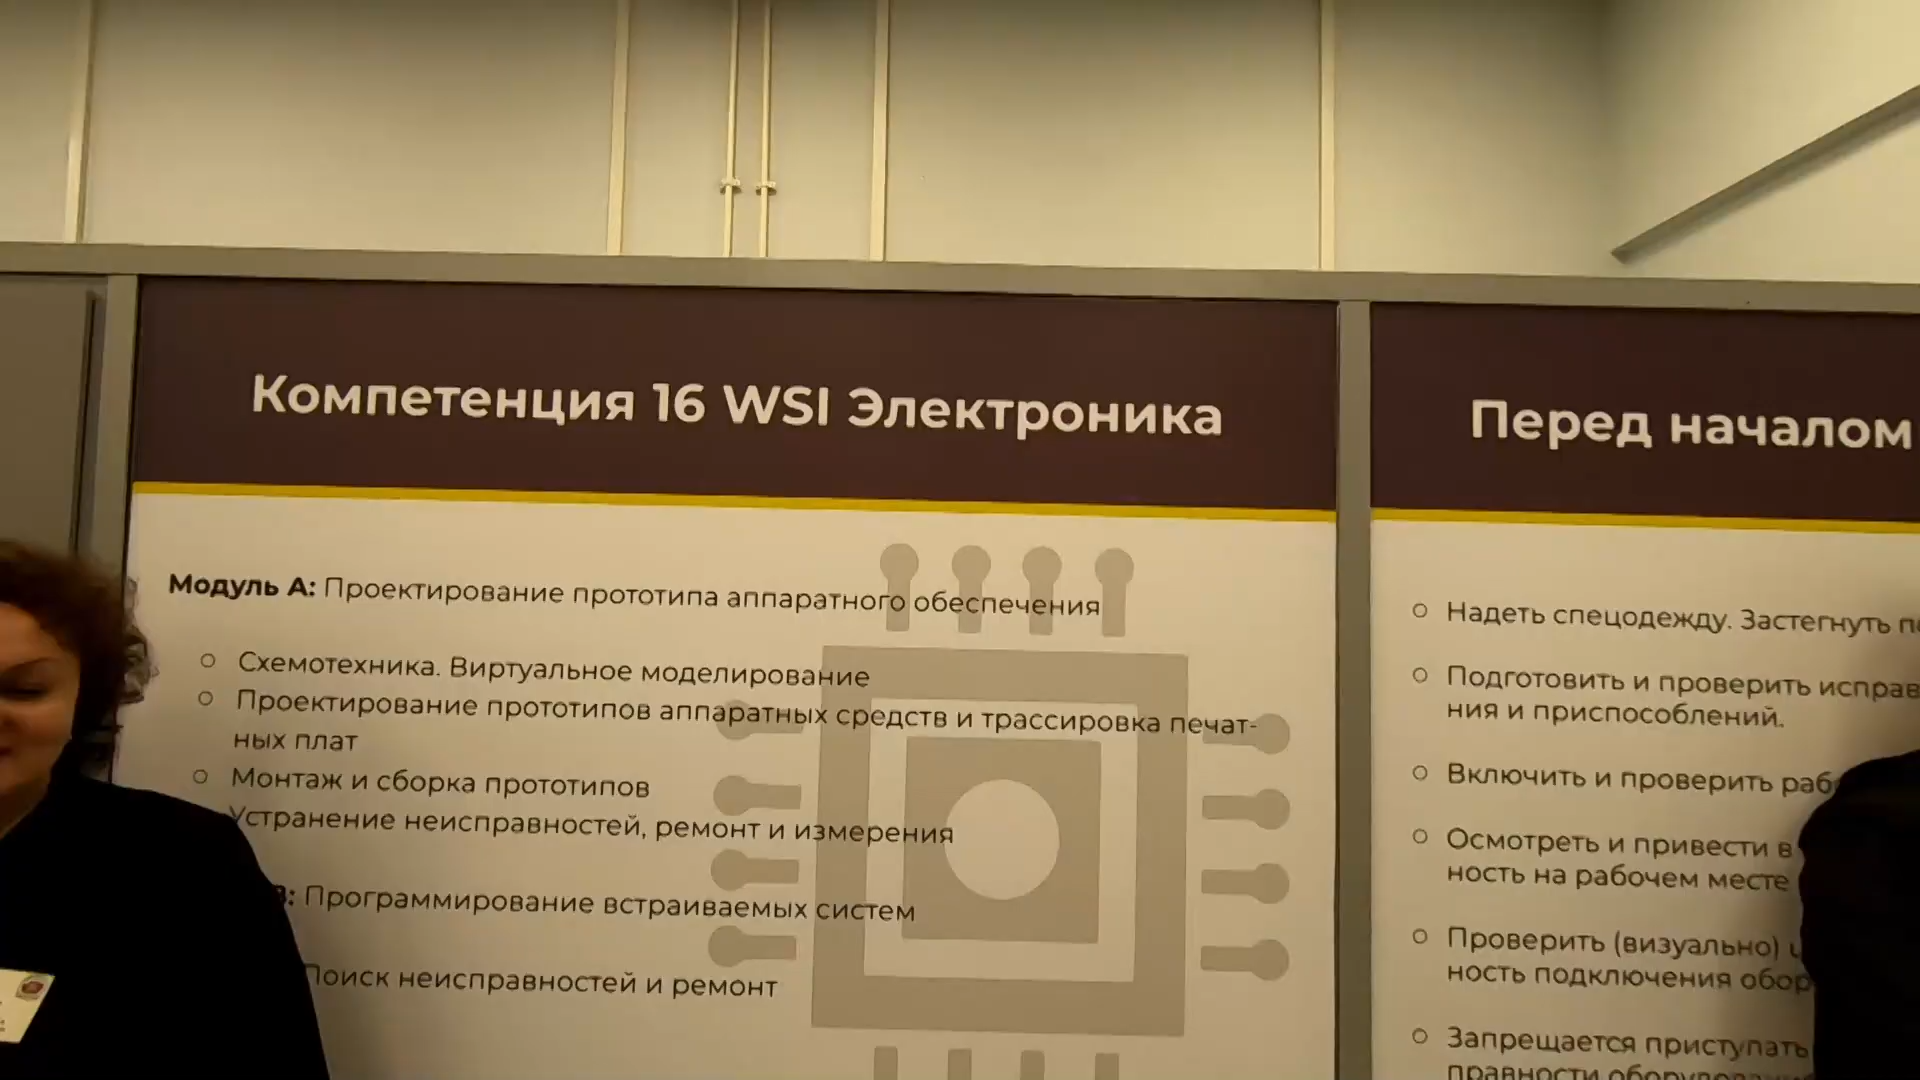 Компетенция 16 WSI Электроника
Модуль А: Проектирование прототипа аппаратного обеспечения
Схемотехника. Виртуальное моделирование
Проектирование прототипов аппаратных средств и трассировка печат-
ных плат
Монтаж и сборка прототипов
Устранение неисправностей, ремонт и измерения
Программирование встраиваемых систем
Поиск неисправностей и ремонт
Перед началом
Надеть спецодежду. Застегнуть
Подготовить и проверить
ния и приспособлений.
Включить и проверить
Осмотреть и привести в
ность на рабочем месте
Проверить (визуально)
ность подключения
Запрещается приступать